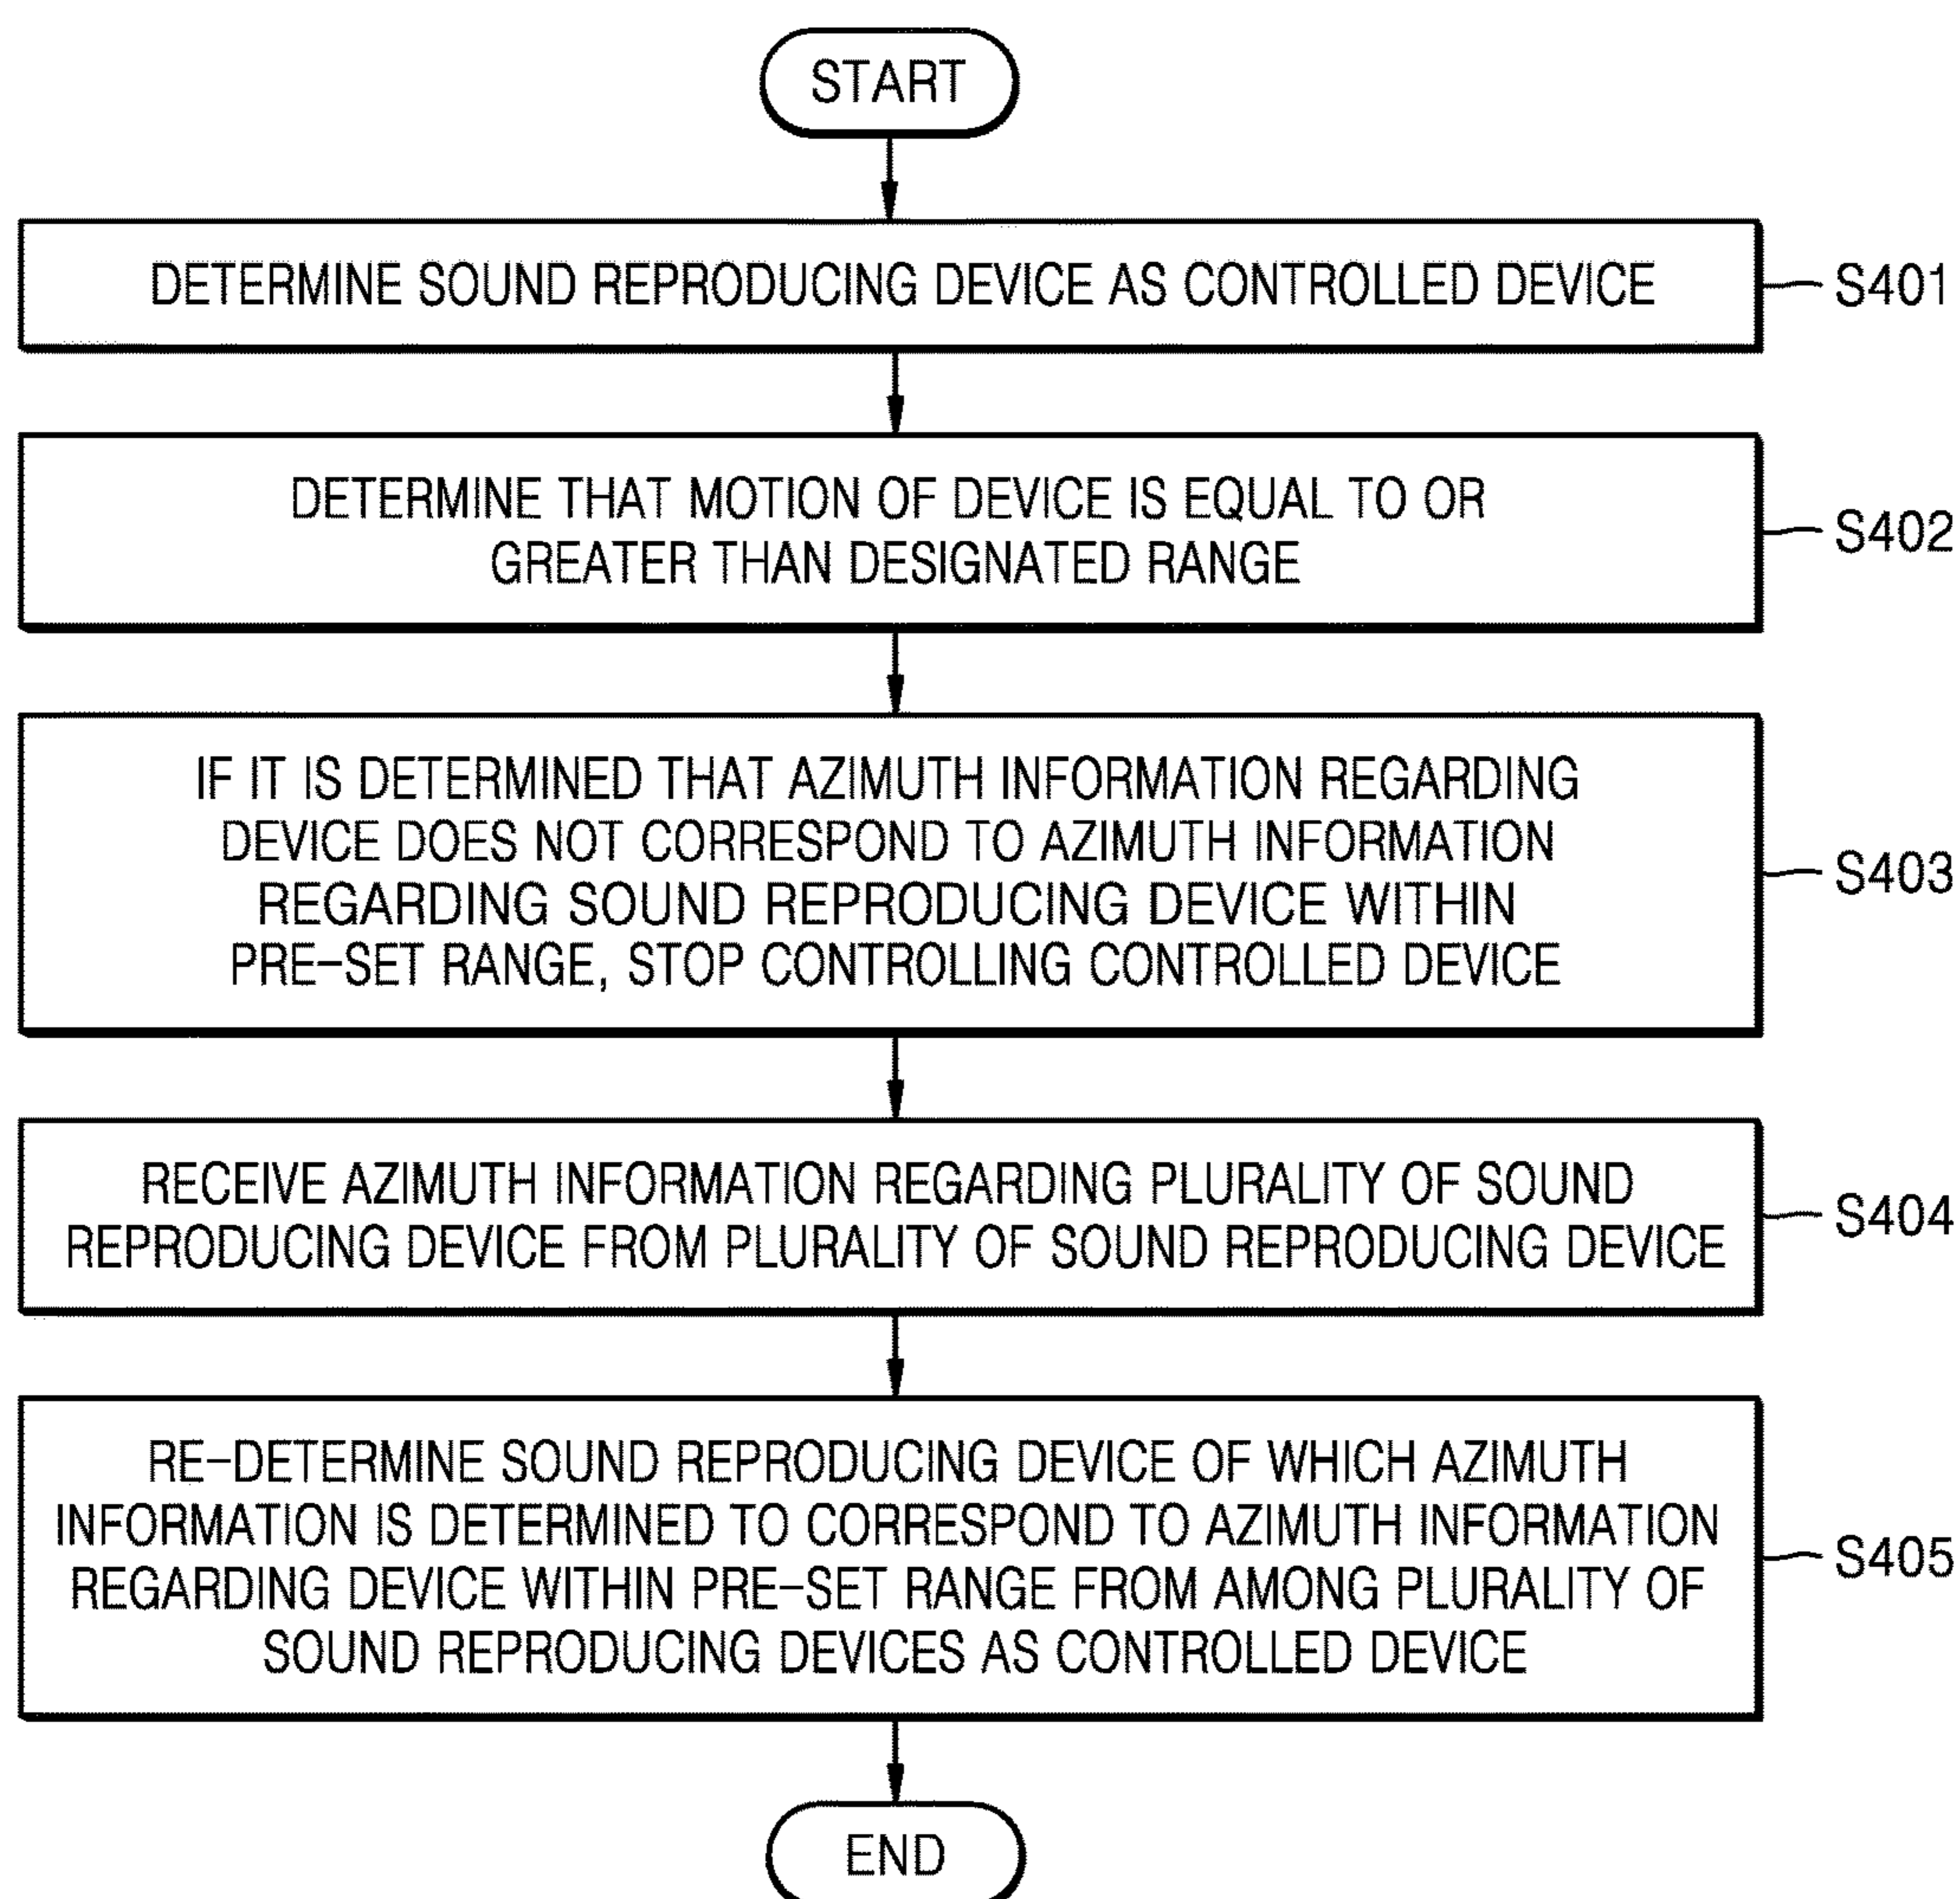 START
DETERMINE SOUND REPRODUCING DEVICE AS CONTROLLED DEVICE
S401
DETERMINE THAT MOTION OF DEVICE IS EQUAL TO OR
GREATER THAN DESIGNATED RANGE
S402
IF IT IS DETERMINED THAT AZIMUTH INFORMATION REGARDING
DEVICE DOES NOT CORRESPOND TO AZIMUTH INFORMATION
REGARDING SOUND REPRODUCING DEVICE WITHIN
PRE-SET RANGE, STOP CONTROLLING CONTROLLED DEVICE
S403
RECEIVE AZIMUTH INFORMATION REGARDING PLURALITY OF SOUND
REPRODUCING DEVICE FROM PLURALITY OF SOUND REPRODUCING DEVICE
S404
RE-DETERMINE SOUND REPRODUCING DEVICE OF WHICH AZIMUTH
INFORMATION IS DETERMINED TO CORRESPOND TO AZIMUTH INFORMATION
REGARDING DEVICE WITHIN PRE-SET RANGE FROM AMONG PLURALITY OF
SOUND REPRODUCING DEVICES AS CONTROLLED DEVICE
S405
END